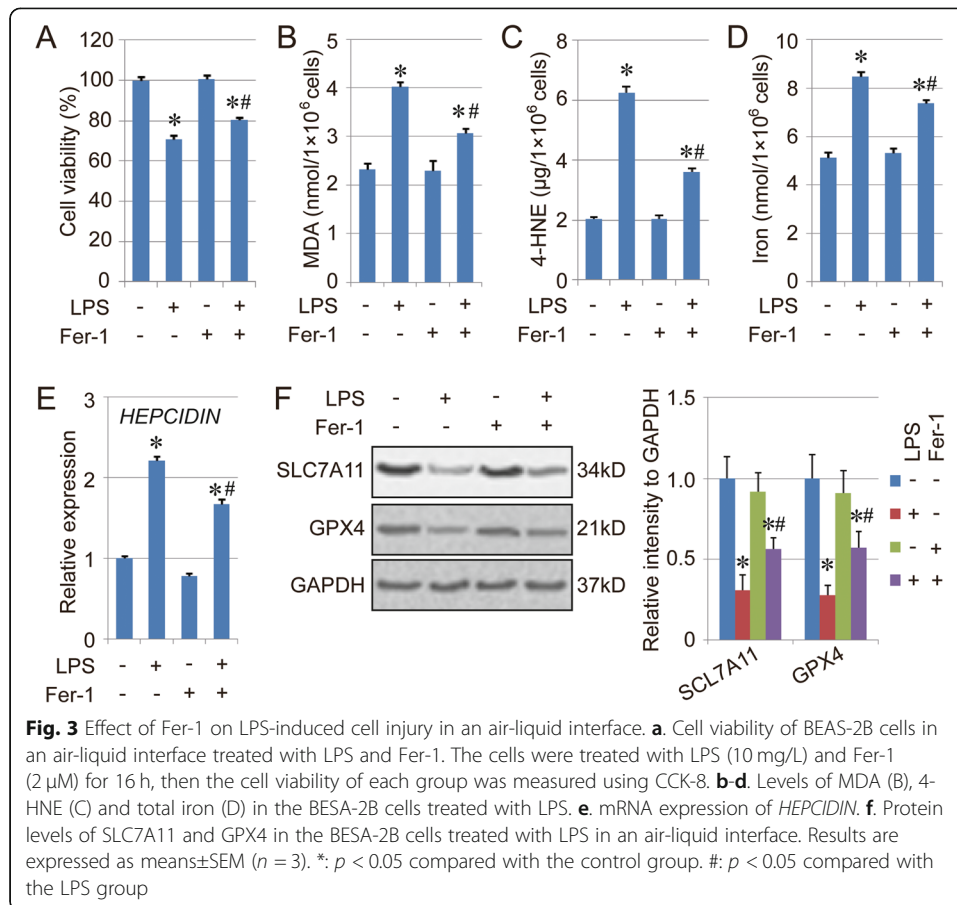 A
Cell viability (%)
120
100
80
60
40
20
0
LPS - + - +
Fer-1 - - + +
*
*#
B
MDA (nmol/1×10⁶ cells)
5
4
3
2
1
0
LPS - + - +
Fer-1 - - + +
*
*#
C
4-HNE (μg/1×10⁶ cells)
8
6
4
2
0
LPS - + - +
Fer-1 - - + +
*
*#
D
Iron (nmol/1×10⁶ cells)
10
8
6
4
2
0
LPS - + - +
Fer-1 - - + +
*
*#
E
HEPCIDIN
Relative expression
3
2
1
0
LPS - + - +
Fer-1 - - + +
*
*#
F
LPS - + - +
Fer-1 - - + +
SLC7A11 34kD
GPX4 21kD
GAPDH 37kD
Relative intensity to GAPDH
1.5
1.0
0.5
0
*
*#
*
*#
SCL7A11
GPX4
LPS Fer-1
- -
+ -
- +
+ +
Fig. 3 Effect of Fer-1 on LPS-induced cell injury in an air-liquid interface. a. Cell viability of BEAS-2B cells in
an air-liquid interface treated with LPS and Fer-1. The cells were treated with LPS (10 mg/L) and Fer-1
(2 μM) for 16 h, then the cell viability of each group was measured using CCK-8. b-d. Levels of MDA (B), 4-
HNE (C) and total iron (D) in the BESA-2B cells treated with LPS. e. mRNA expression of HEPCIDIN. f. Protein
levels of SLC7A11 and GPX4 in the BESA-2B cells treated with LPS in an air-liquid interface. Results are
expressed as means±SEM (n = 3). *: p < 0.05 compared with the control group. #: p < 0.05 compared with
the LPS group